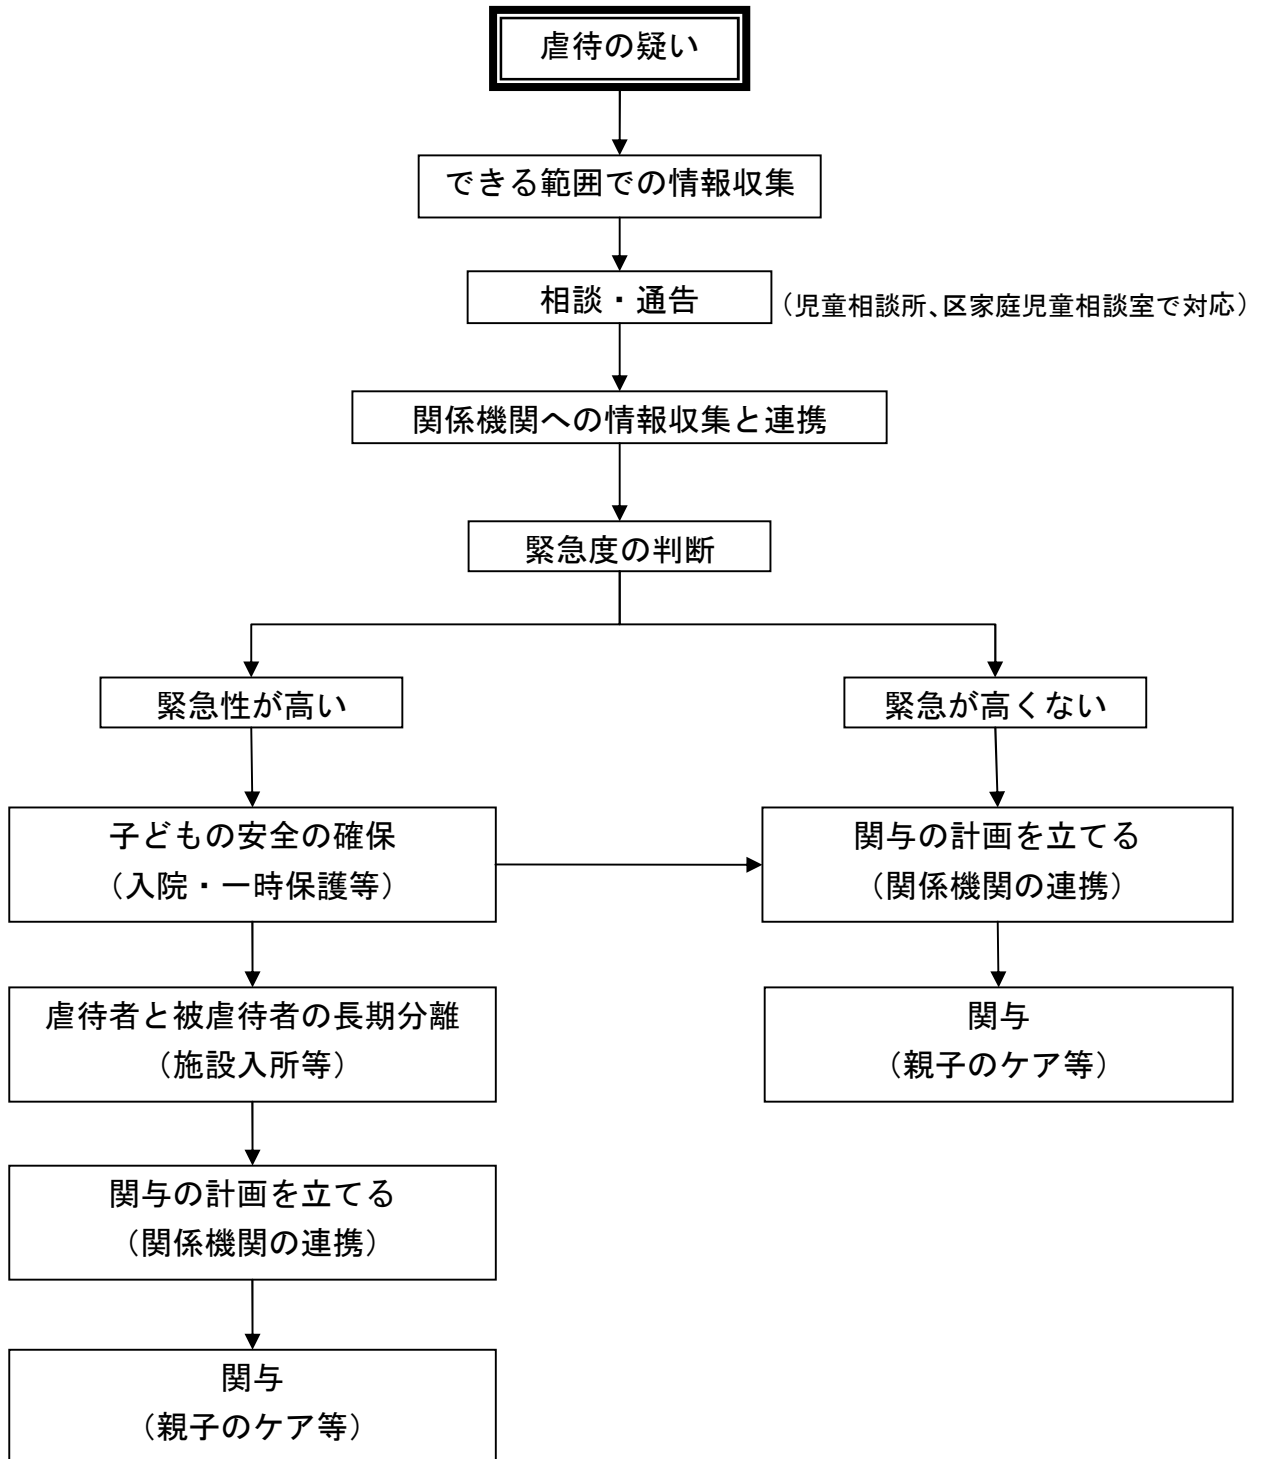 虐待の疑い
できる範囲での情報収集
相談・通告
（児童相談所、区家庭児童相談室で対応）
関係機関への情報収集と連携
緊急度の判断
緊急性が高い
緊急が高くない
子どもの安全の確保
（入院・一時保護等）
関与の計画を立てる
（関係機関の連携）
虐待者と被虐待者の長期分離
（施設入所等）
関与
（親子のケア等）
関与の計画を立てる
（関係機関の連携）
関与
（親子のケア等）